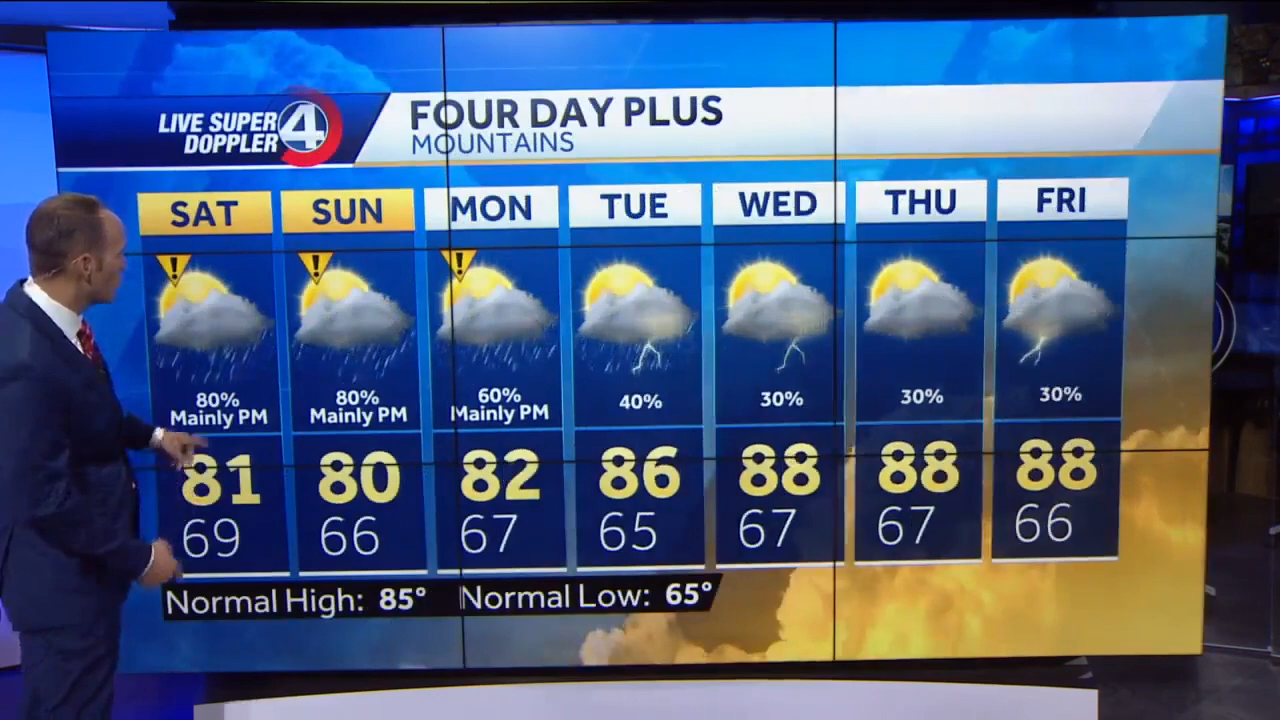 LIVE SUPER
DOPPLER 4
FOUR DAY PLUS
MOUNTAINS
SAT SUN MON TUE WED THU FRI
! ! !
80% 80% 60% 40% 30% 30% 30%
Mainly PM Mainly PM Mainly PM
81 80 82 86 88 88 88
69 66 67 65 67 67 66
Normal High: 85° Normal Low: 65°